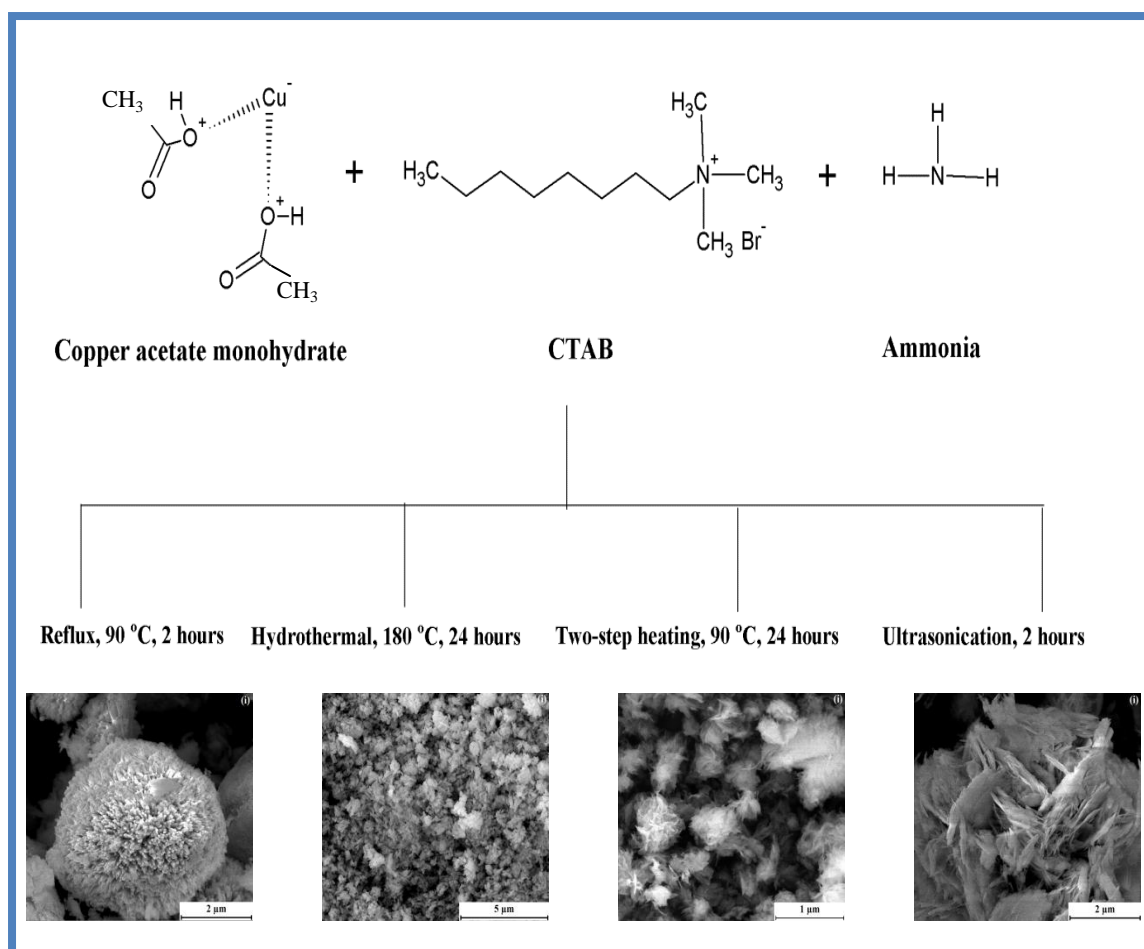 CH₃
H
Cu⁻
O⁺
O
O⁺-H
O
CH₃
+
H₃C
H₃C
N⁺
CH₃
CH₃ Br⁻
+
H
H
N
H
Copper acetate monohydrate
CTAB
Ammonia
Reflux, 90 °C, 2 hours
Hydrothermal, 180 °C, 24 hours
Two-step heating, 90 °C, 24 hours
Ultrasonication, 2 hours
(i)
(i)
(i)
(i)
2 µm
5 µm
1 µm
2 µm